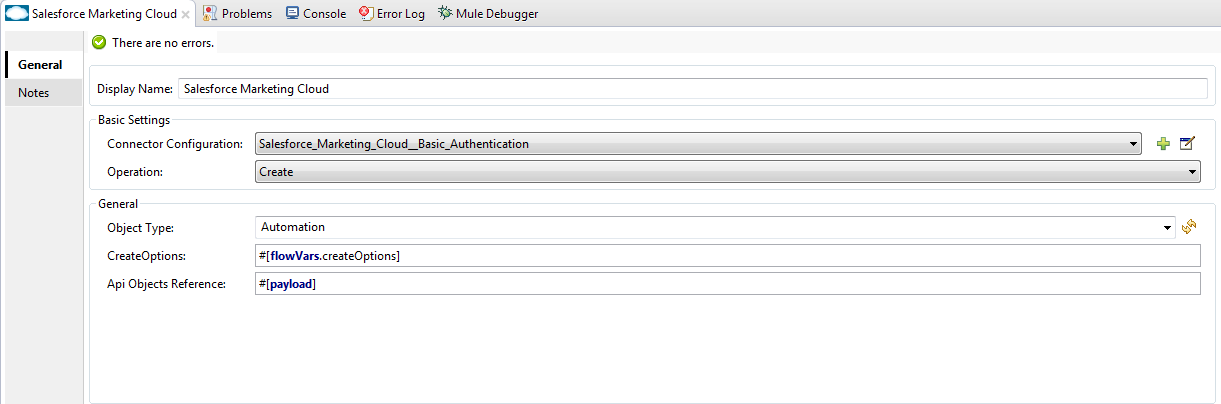 Salesforce Marketing Cloud Problems Console Error Log Mule Debugger
There are no errors.
General
Notes
Display Name: Salesforce Marketing Cloud
Basic Settings
Connector Configuration: Salesforce_Marketing_Cloud__Basic_Authentication
Operation: Create
General
Object Type: Automation
CreateOptions: #[flowVars.createOptions]
Api Objects Reference: #[payload]